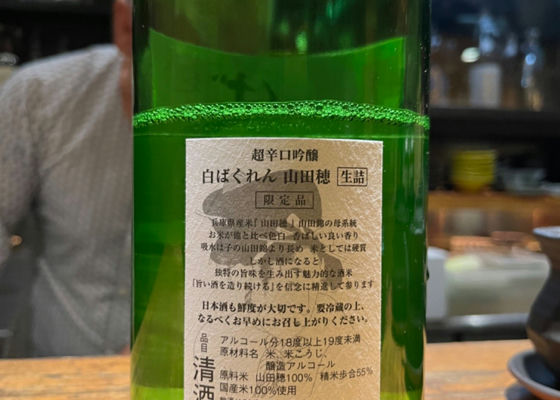 超辛口吟醸
白ばくれん 山田穂 生詰
限定品
兵庫県産米『山田穂』山田錦の母系統
お米が他と比べ色白 香ばしい良い香り
吸水は子の山田錦より長め 米としては硬質
しかし酒になると
独特の旨味を生み出す魅力的な酒米
「旨い酒を造り続ける」を信念に精進して参ります
日本酒も鮮度が大切です。要冷蔵の上、
なるべくお早めにお召し上がりください。
品目 清酒
アルコール分18度以上19度未満
原材料名 米、米こうじ、
醸造アルコール
原料米 山田穂100% 精米歩合55%
国産米100%使用